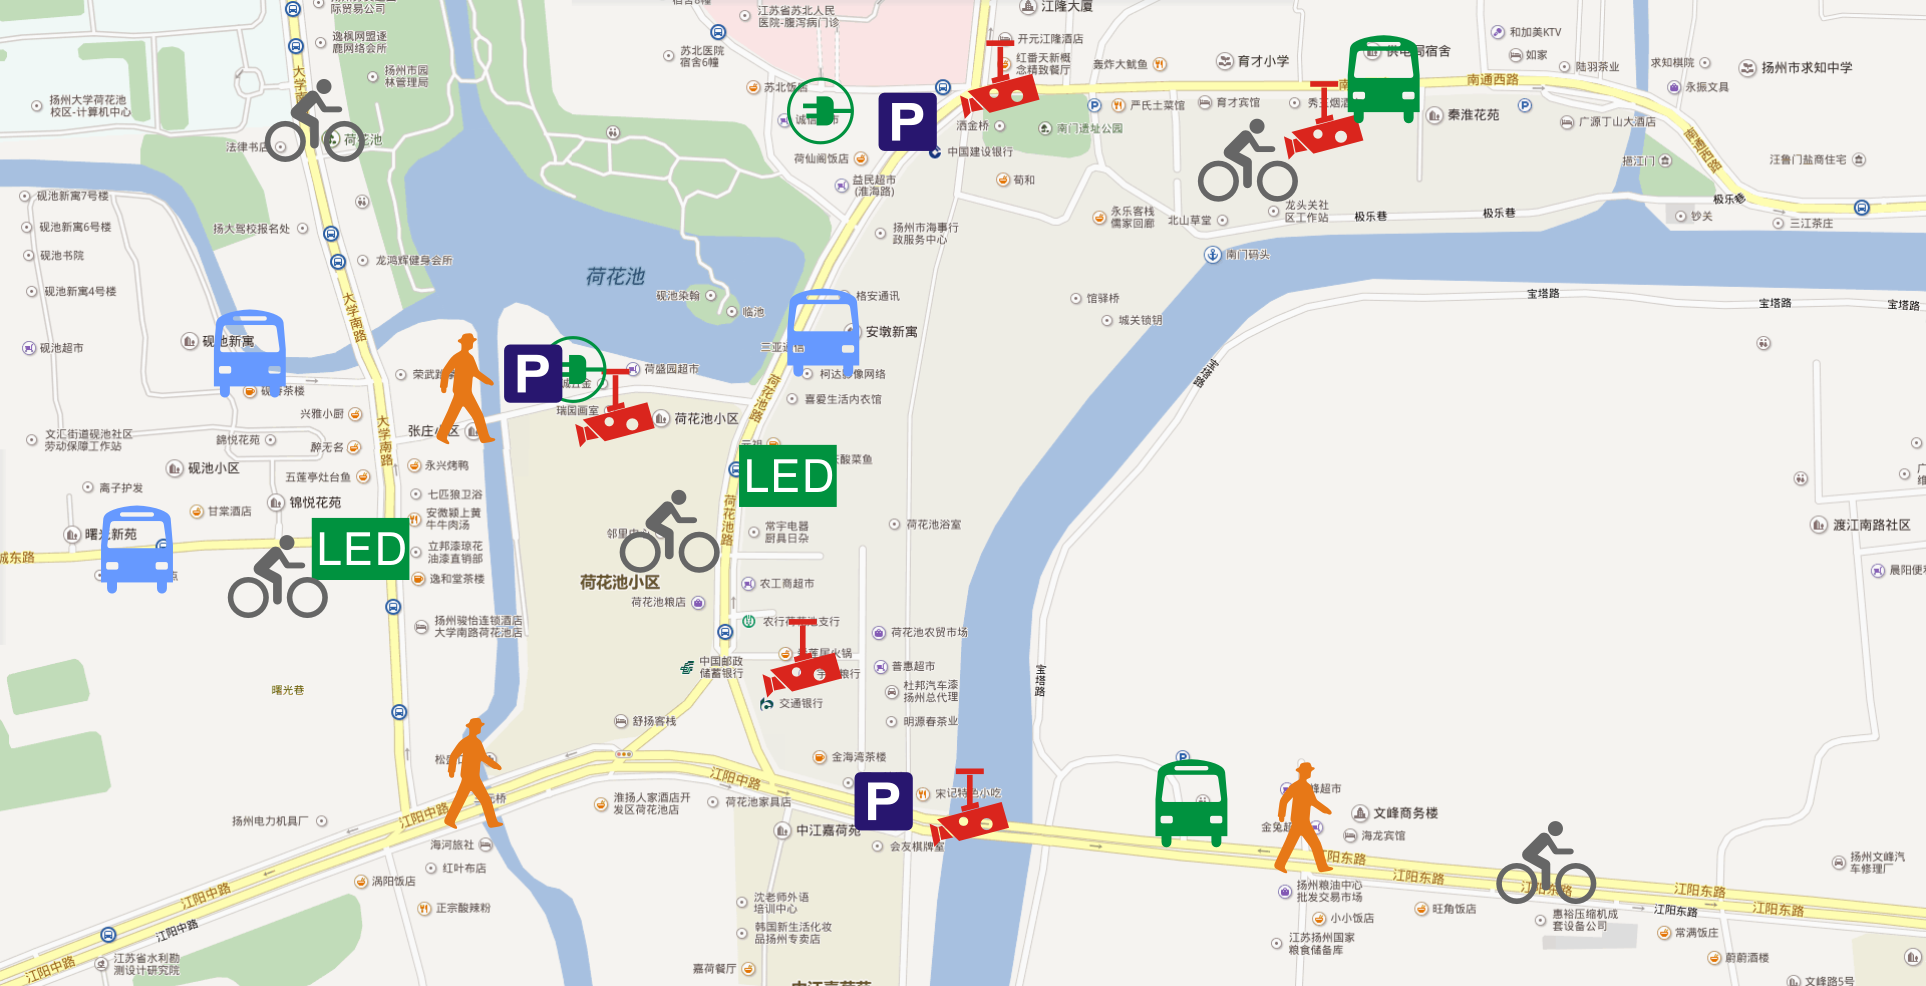 际贸易公司
逸枫网盟逐
鹿网络会所
扬州市园
林管理局
扬州大学荷花池
校区-计算机中心
大学南
法律书店
荷花池
江苏省苏北人民
医院-腹泻病门诊
苏北医院
宿舍6幢
苏北饭店
荷仙阁饭店
益民超市
(淮海路)
江隆大厦
开元江隆酒店
红番天新概
念精致餐厅
轰炸大鱿鱼
育才小学
严氏土菜馆
育才宾馆
洒金桥
南门遗址公园
中国建设银行
荀和
永乐客栈
儒家回廊
北山草堂
龙头关社
区工作站
极乐巷
极乐巷
极乐巷
和加美KTV
如家
陆羽茶业
求知棋院
扬州市求知中学
永振文具
南通西路
南通西路
秦淮花苑
广源丁山大酒店
挹江门
汪鲁门盐商住宅
钞关
三江茶庄
砚池新寓7号楼
砚池新寓6号楼
砚池书院
砚池新寓4号楼
砚池超市
扬大驾校报名处
龙鸿辉健身会所
大学南路
砚池新寓
荷花池
砚池染翰
临池
扬州市海事行
政服务中心
格安通讯
安墩新寓
柯达影像网络
喜爱生活内衣馆
南门码头
馆驿桥
城关锁钥
宝塔路
宝塔路
宝塔路
宝塔路
P
荷盛园超市
瑞国画室
荷花池小区
荷花池路
兴雅小厨
張庄小区
錦悦花苑
醉无名
文汇街道砚池社区
劳动保障工作站
砚池小区
大学南路
永兴烤鸭
五莲亭灶台鱼
离子护发
甘棠酒店
锦悦花苑
七匹狼卫浴
安微颍上黄
牛牛肉汤
曙光新苑
城东路
LED
立邦漆琼花
油漆直销部
逸和堂茶楼
扬州骏怡连锁酒店
大学南路荷花池店
LED
酸菜鱼
荷花池路
常宇电器
厨具日杂
荷花池浴室
荷花池小区
农工商超市
荷花池粮店
荷花池农贸市场
中国邮政
储蓄银行
普惠超市
杜邦汽车漆
扬州总代理
交通银行
明源春茶业
舒扬客栈
金海湾茶楼
曙光巷
宝塔路
渡江南路社区
晨阳便利
P
P
江阳中路
江阳中路
江阳中路
江阳中路
江阳中路
淮扬人家酒店开
发区荷花池店
荷花池家具店
中江嘉荷苑
会友棋牌室
宋记特色小吃
扬州电力机具厂
海河旅社
红叶布店
涡阳饭店
正宗酸辣粉
江苏省水利勘
测设计研究院
沈老师外语
培训中心
韩国新生活化妆
品扬州专卖店
嘉荷餐厅
文峰商务楼
海龙宾馆
江阳东路
江阳东路
江阳东路
江阳东路
江阳东路
扬州粮油中心
批发交易市场
小小饭店
旺角饭店
江苏扬州国家
粮食储备库
惠裕压缩机成
套设备公司
常满饭庄
蔚蔚酒楼
扬州文峰汽
车修理厂
文峰路5号